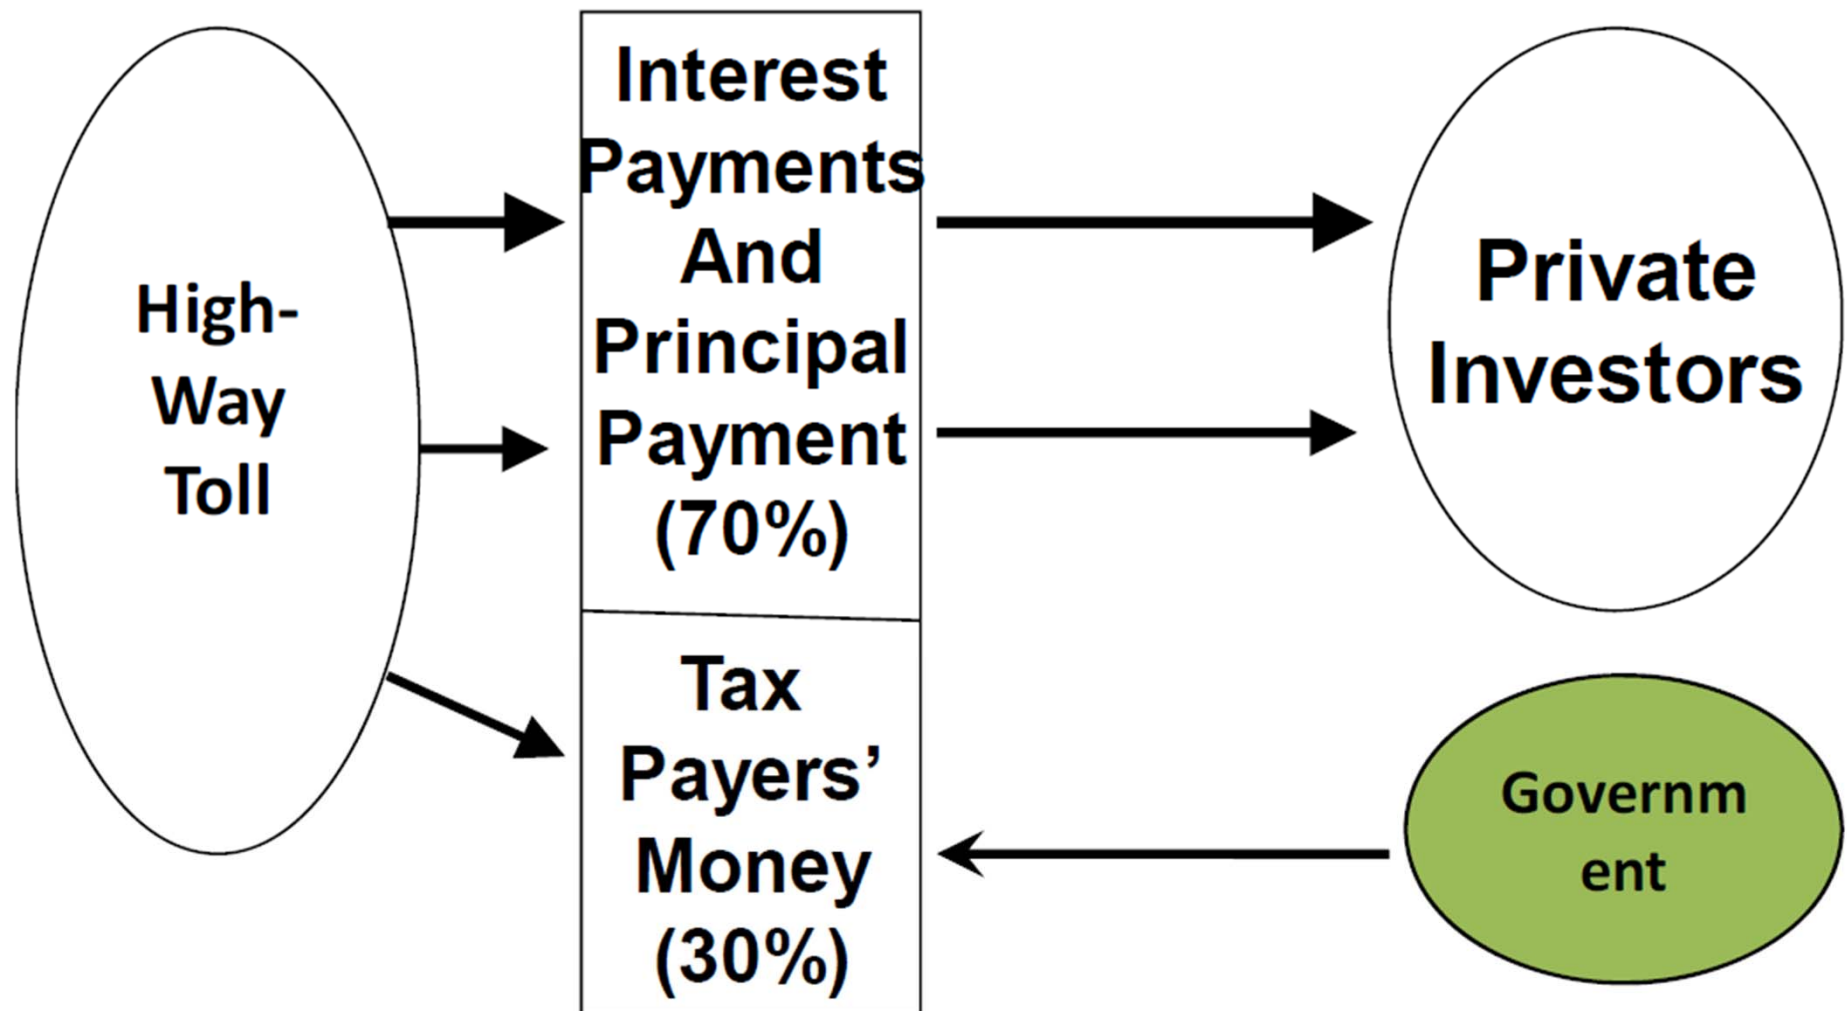 High-
Way
Toll
Interest
Payments
And
Principal
Payment
(70%)
Tax
Payers’
Money
(30%)
Private
Investors
Governm
ent